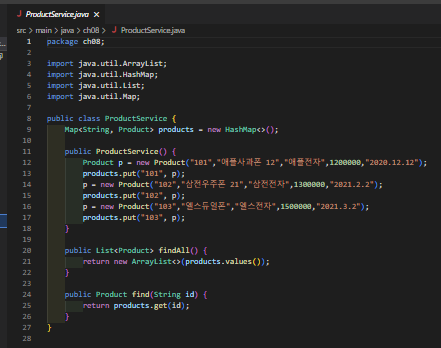 ProductService.java
src > main > java > ch08 > ProductService.java
1 package ch08;
2
3 import java.util.ArrayList;
4 import java.util.HashMap;
5 import java.util.List;
6 import java.util.Map;
7
8 public class ProductService {
9 Map<String, Product> products = new HashMap<>();
10
11 public ProductService() {
12 Product p = new Product("101","애플사과폰 12","애플전자",1200000,"2020.12.12");
13 products.put("101", p);
14 p = new Product("102","삼전우주폰 21","삼전전자",1300000,"2021.2.2");
15 products.put("102", p);
16 p = new Product("103","엘스듀얼폰","엘스전자",1500000,"2021.3.2");
17 products.put("103", p);
18 }
19
20 public List<Product> findAll() {
21 return new ArrayList<>(products.values());
22 }
23
24 public Product find(String id) {
25 return products.get(id);
26 }
27 }
28